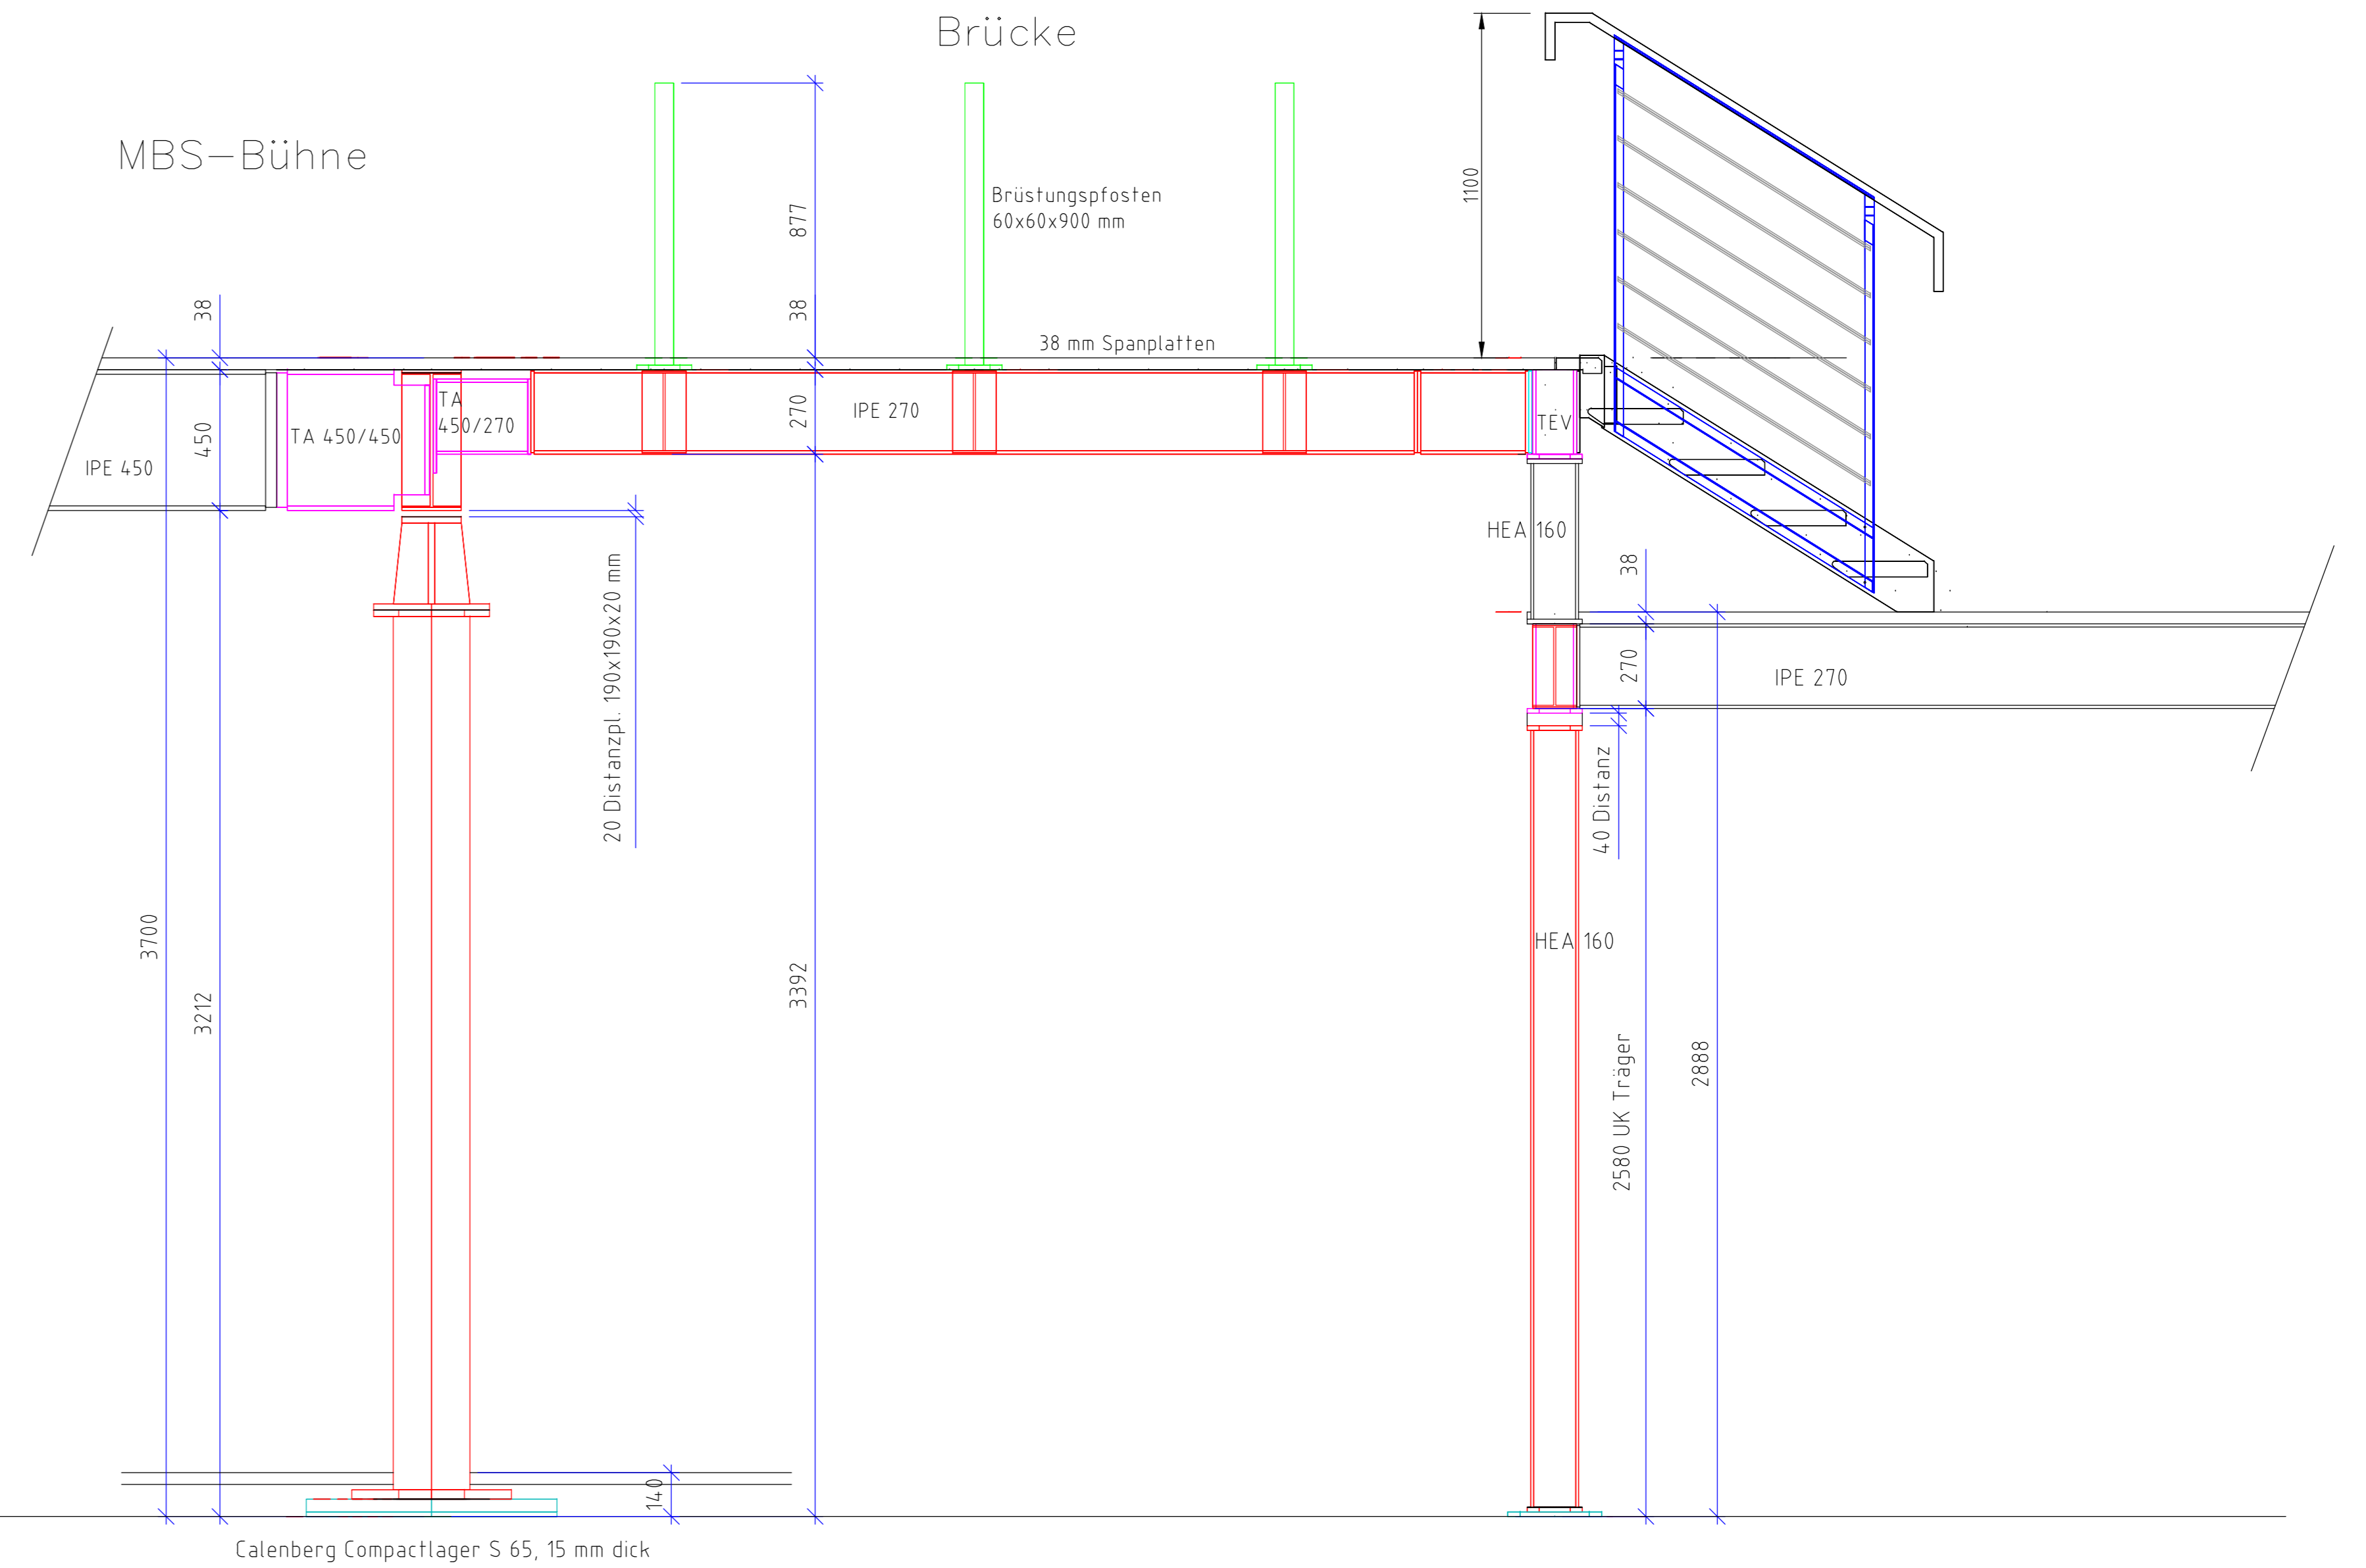 Brücke
MBS-Bühne
1100
Brüstungspfosten
60x60x900 mm
877
38
38
38 mm Spanplatten
TA
450/270
IPE 270
270
TEV
TA 450/450
450
IPE 450
HEA 160
38
20 Distanzpl. 190x190x20 mm
270
IPE 270
40 Distanz
HEA 160
3700
3212
3392
2580 UK Träger
2888
140
Calenberg Compactlager S 65, 15 mm dick